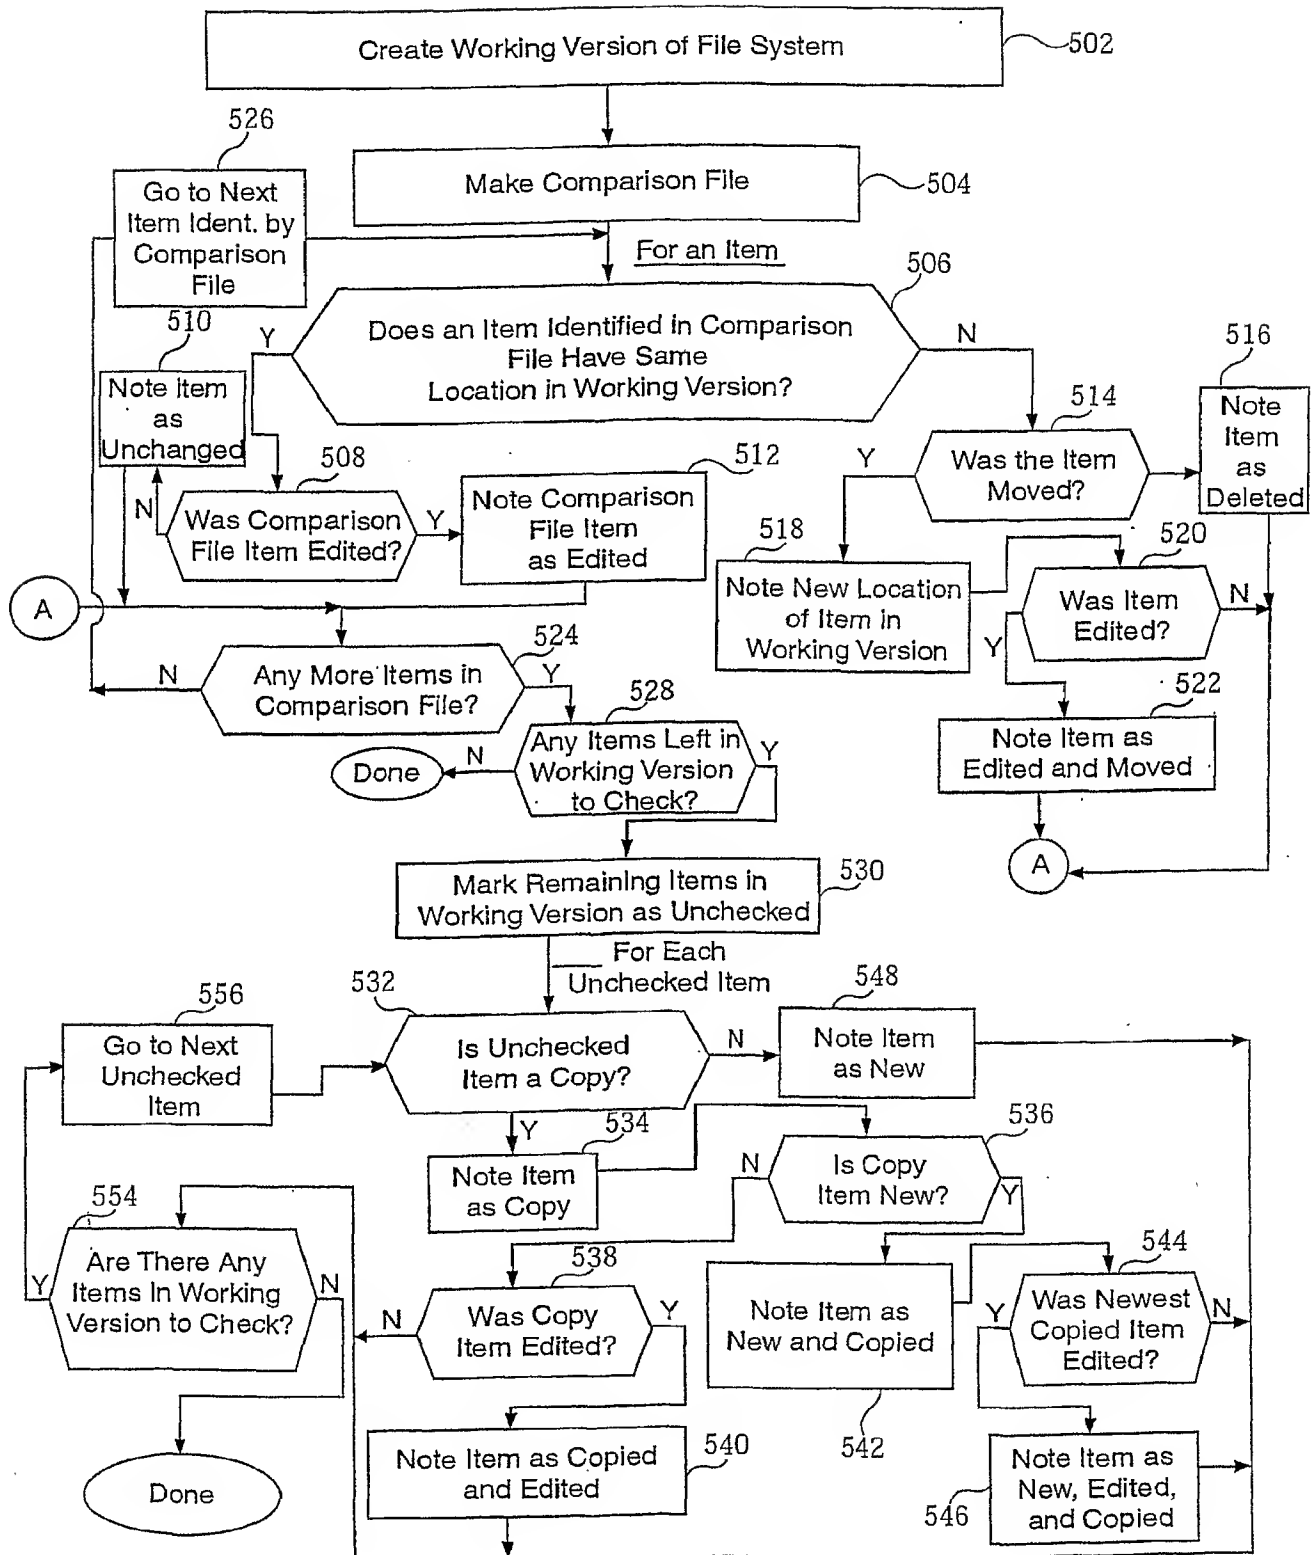 Create Working Version of File System
502
526
Go to Next
Item Ident. by
Comparison
File
Make Comparison File
504
For an Item
506
510
Y
Does an Item Identified in Comparison
File Have Same
Location in Working Version?
N
516
Note item
as
Unchanged
Note
Item
as
Deleted
514
Y
Was the Item
Moved?
508
512
N
Was Comparison
File Item Edited?
Y
Note Comparison
File Item
as Edited
518
Note New Location
of Item in
Working Version
520
Was Item
Edited?
N
Y
A
524
N
Any More Items in
Comparison File?
Y
522
Note Item as
Edited and Moved
528
Done
N
Any Items Left in
Working Version
to Check?
Y
A
530
Mark Remaining Items in
Working Version as Unchecked
For Each
Unchecked Item
532
548
556
Go to Next
Unchecked
Item
Is Unchecked
Item a Copy?
N
Note Item
as New
Y
534
Note Item
as Copy
536
N
Is Copy
Item New?
Y
554
Are There Any
Items In Working
Version to Check?
Y
N
538
N
Was Copy
Item Edited?
Y
Note Item as
New and Copied
542
544
Y
Was Newest
Copied Item
Edited?
N
Done
Note Item as Copied
and Edited
540
Note Item as
New, Edited,
and Copied
546